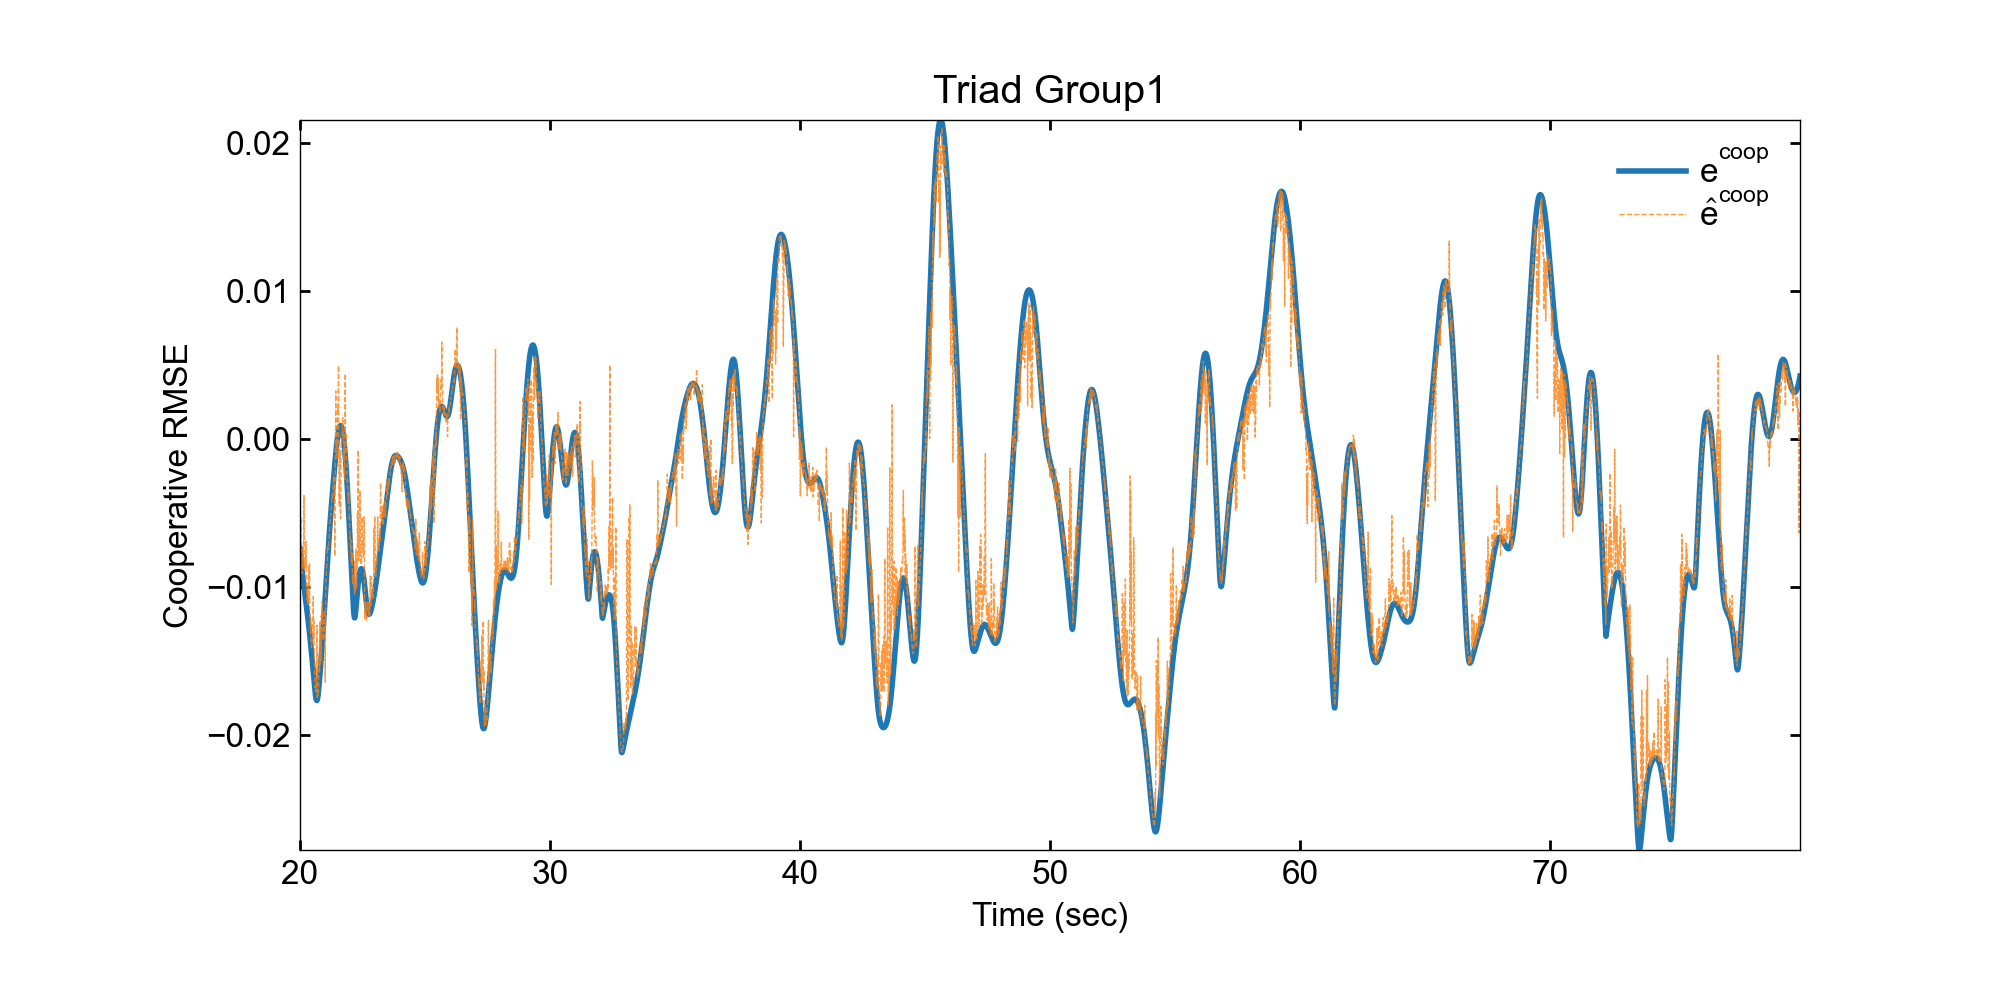 Triad Group1
0.02
0.01
0.00
−0.01
−0.02
Cooperative RMSE
e^coop
ê^coop
20 30 40 50 60 70
Time (sec)